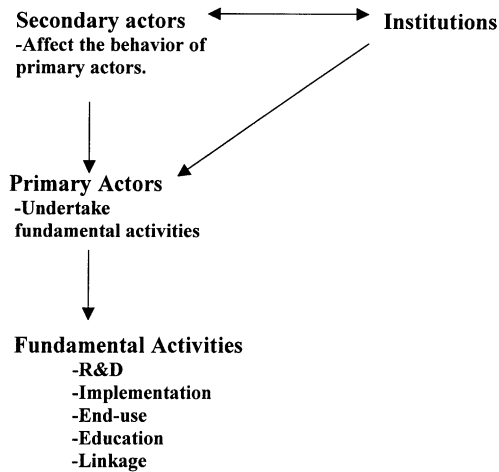 Secondary actors
-Affect the behavior of
primary actors.
Institutions
Primary Actors
-Undertake
fundamental activities
Fundamental Activities
-R&D
-Implementation
-End-use
-Education
-Linkage